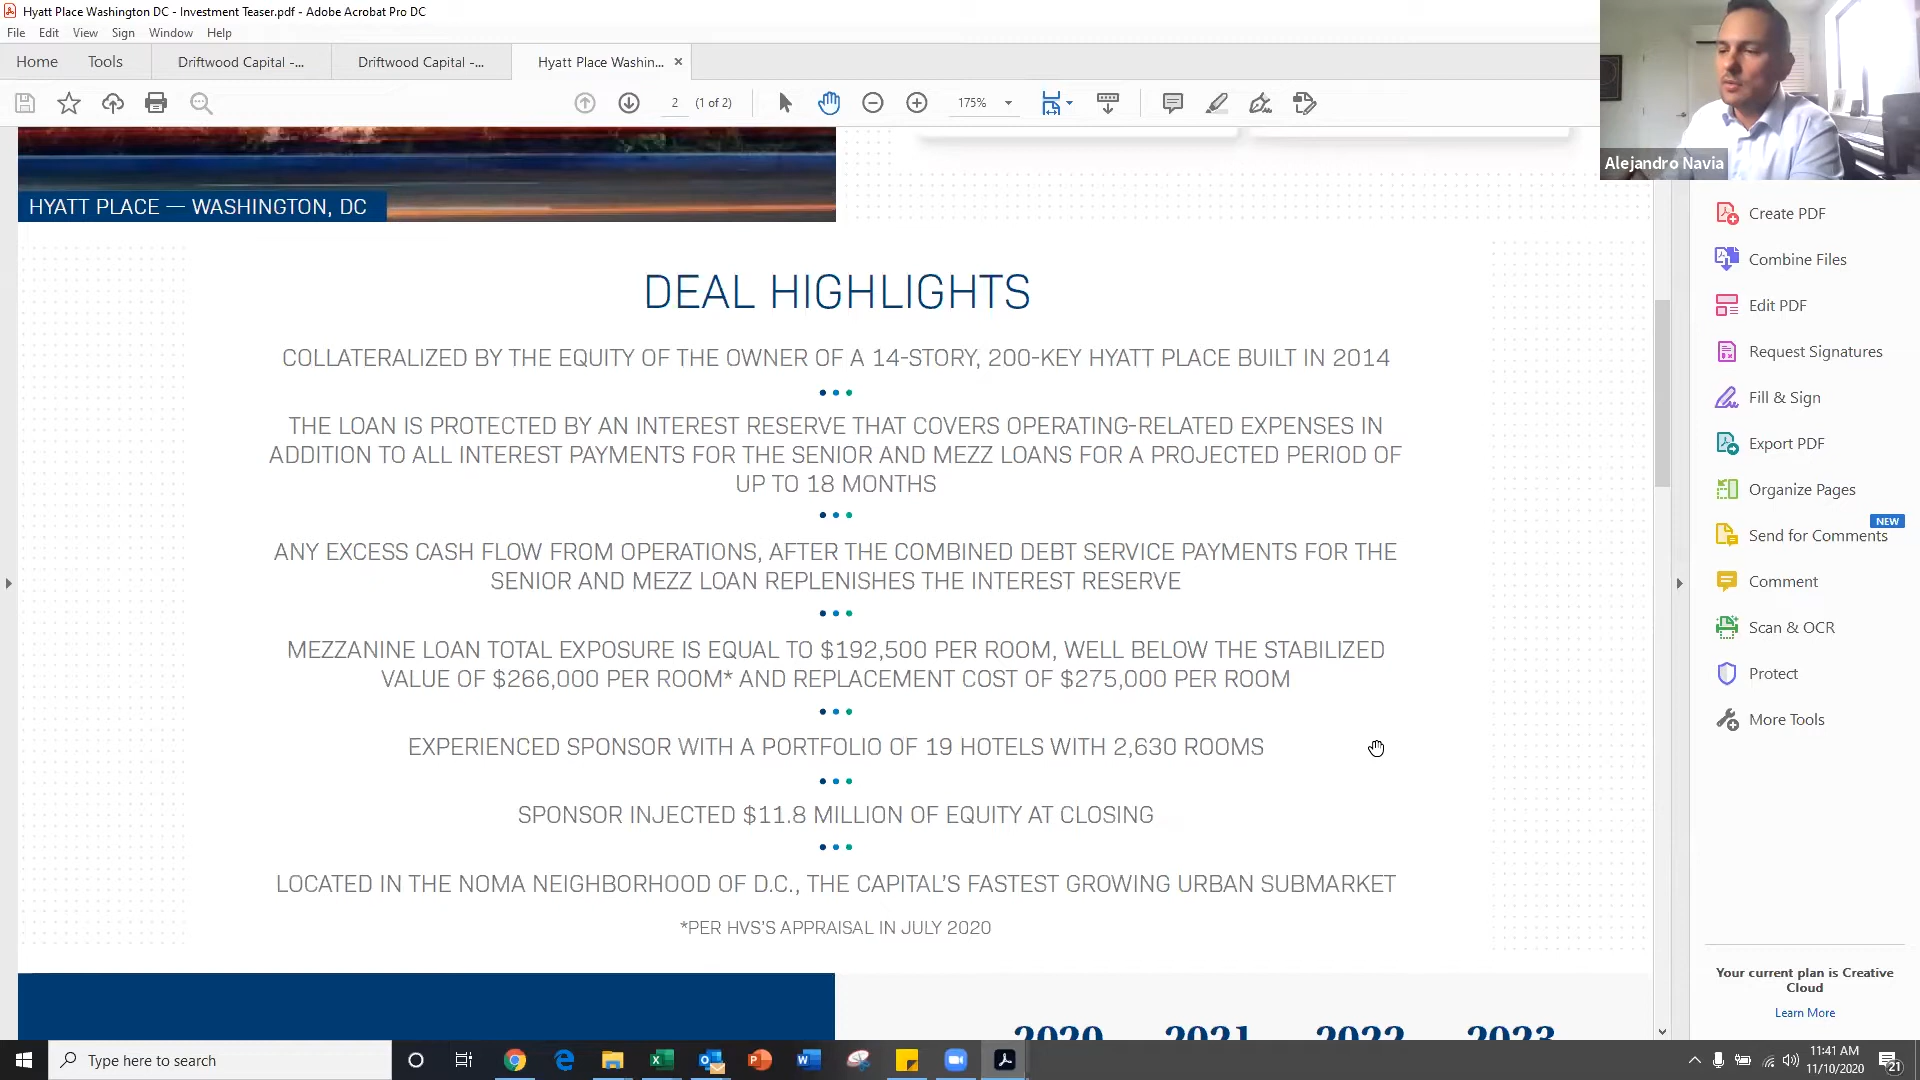 Hyatt Place Washington DC - Investment Teaser.pdf - Adobe Acrobat Pro DC
File Edit View Sign Window Help
Home Tools Driftwood Capital -... Driftwood Capital -... Hyatt Place Washin... ×
2 (1 of 2) 175%
Alejandro Navia
HYATT PLACE — WASHINGTON, DC
DEAL HIGHLIGHTS
COLLATERALIZED BY THE EQUITY OF THE OWNER OF A 14-STORY, 200-KEY HYATT PLACE BUILT IN 2014
THE LOAN IS PROTECTED BY AN INTEREST RESERVE THAT COVERS OPERATING-RELATED EXPENSES IN
ADDITION TO ALL INTEREST PAYMENTS FOR THE SENIOR AND MEZZ LOANS FOR A PROJECTED PERIOD OF
UP TO 18 MONTHS
ANY EXCESS CASH FLOW FROM OPERATIONS, AFTER THE COMBINED DEBT SERVICE PAYMENTS FOR THE
SENIOR AND MEZZ LOAN REPLENISHES THE INTEREST RESERVE
MEZZANINE LOAN TOTAL EXPOSURE IS EQUAL TO $192,500 PER ROOM, WELL BELOW THE STABILIZED
VALUE OF $266,000 PER ROOM* AND REPLACEMENT COST OF $275,000 PER ROOM
EXPERIENCED SPONSOR WITH A PORTFOLIO OF 19 HOTELS WITH 2,630 ROOMS
SPONSOR INJECTED $11.8 MILLION OF EQUITY AT CLOSING
LOCATED IN THE NOMA NEIGHBORHOOD OF D.C., THE CAPITAL'S FASTEST GROWING URBAN SUBMARKET
*PER HVS'S APPRAISAL IN JULY 2020
2020 2021 2022 2023
Create PDF
Combine Files
Edit PDF
Request Signatures
Fill & Sign
Export PDF
Organize Pages
NEW
Send for Comments
Comment
Scan & OCR
Protect
More Tools
Your current plan is Creative
Cloud
Learn More
Type here to search
11:41 AM
11/10/2020
21